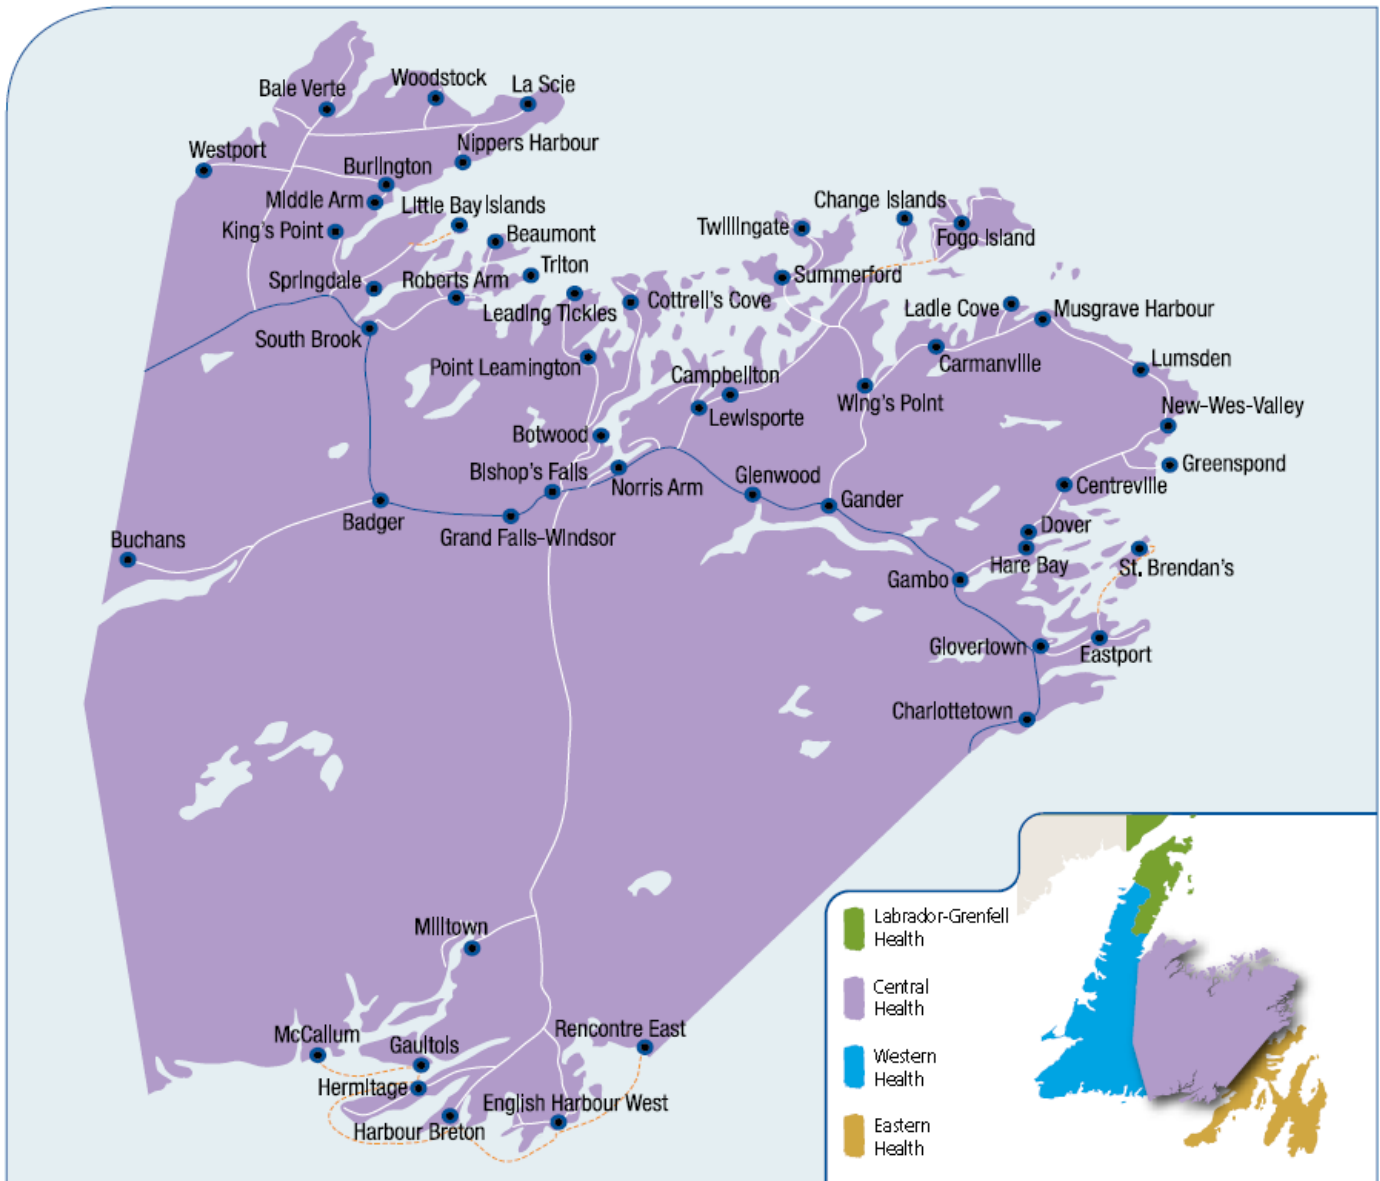 Woodstock
La Scie
Baie Verte
Nippers Harbour
Westport
Burlington
Middle Arm
Little Bay Islands
Change Islands
King's Point
Beaumont
Twillingate
Fogo Island
Triton
Springdale
Roberts Arm
Summerford
Cottrell's Cove
Leading Tickles
Ladle Cove
Musgrave Harbour
South Brook
Lumsden
Point Leamington
Carmanville
Campbellton
Wing's Point
New-Wes-Valley
Lewisporte
Botwood
Greenspond
Bishop's Falls
Glenwood
Norris Arm
Centreville
Gander
Badger
Dover
Grand Falls-Windsor
Buchans
Hare Bay
St. Brendan's
Gambo
Glovertown
Eastport
Charlottetown
Milltown
McCallum
Rencontre East
Gaultois
Hermitage
English Harbour West
Harbour Breton
Labrador-Grenfell
Health
Central
Health
Western
Health
Eastern
Health